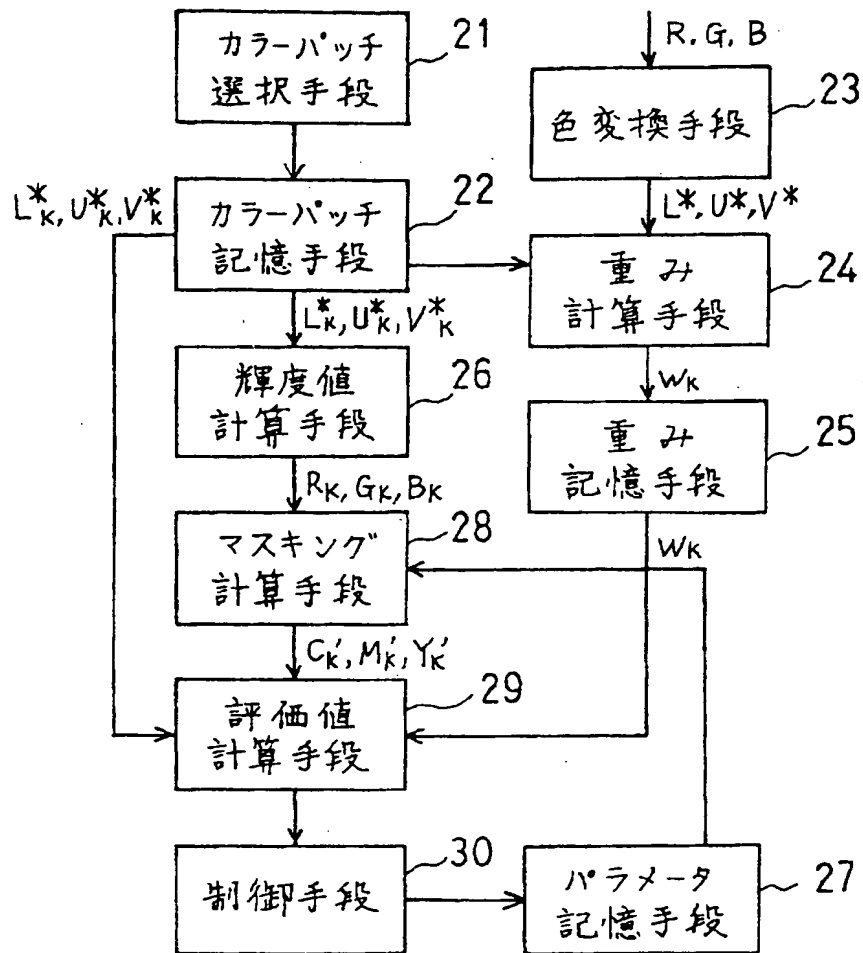 カラーパッチ
選択手段
21
R, G, B
色変換手段
23
L*K, U*K, V*K
カラーパッチ
記憶手段
22
L*, U*, V*
重み
計算手段
24
L*K, U*K, V*K
輝度値
計算手段
26
WK
重み
記憶手段
25
RK, GK, BK
マスキング
計算手段
28
WK
CK', MK', YK'
評価値
計算手段
29
制御手段
30
パラメータ
記憶手段
27